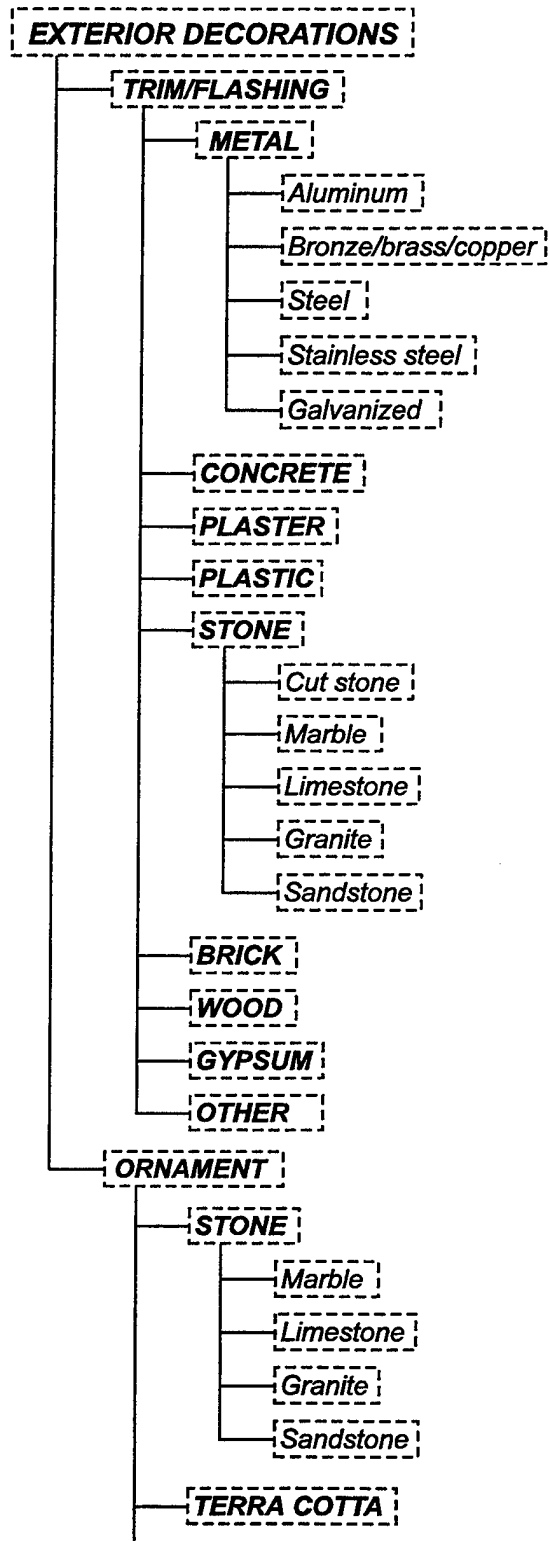 EXTERIOR DECORATIONS
TRIM/FLASHING
METAL
Aluminum
Bronze/brass/copper
Steel
Stainless steel
Galvanized
CONCRETE
PLASTER
PLASTIC
STONE
Cut stone
Marble
Limestone
Granite
Sandstone
BRICK
WOOD
GYPSUM
OTHER
ORNAMENT
STONE
Marble
Limestone
Granite
Sandstone
TERRA COTTA